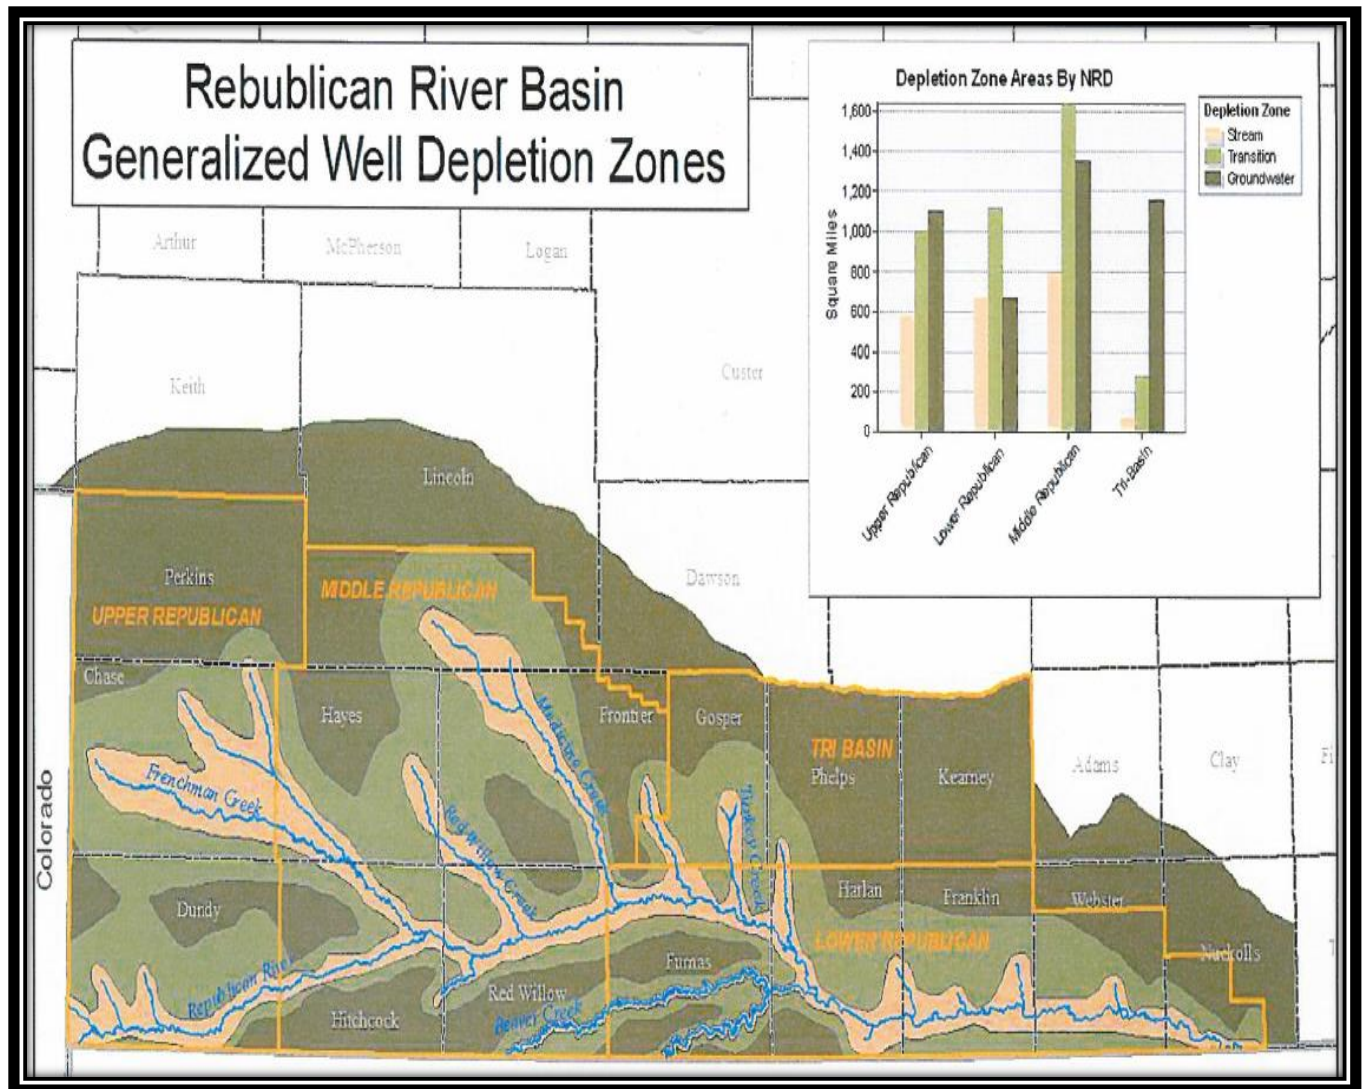 Rebublican River Basin
Generalized Well Depletion Zones
Depletion Zone Areas By NRD
Depletion Zone
Stream
Transition
Groundwater
Square Miles
1,600
1,400
1,200
1,000
800
600
400
200
0
Upper Republican
Lower Republican
Middle Republican
Tri-Basin
Arthur
McPherson
Logan
Keith
Custer
Lincoln
Dawson
Perkins
UPPER REPUBLICAN
MIDDLE REPUBLICAN
Chase
Hayes
Frontier
Gosper
TRI BASIN
Phelps
Kearney
Adams
Clay
Fi
Colorado
Frenchman Creek
Medicine Creek
Red Willow Creek
Turkey Creek
Dundy
Harlan
Franklin
Webster
LOWER REPUBLICAN
Nuckolls
Furnas
Republican River
Red Willow
Beaver Creek
Hitchcock